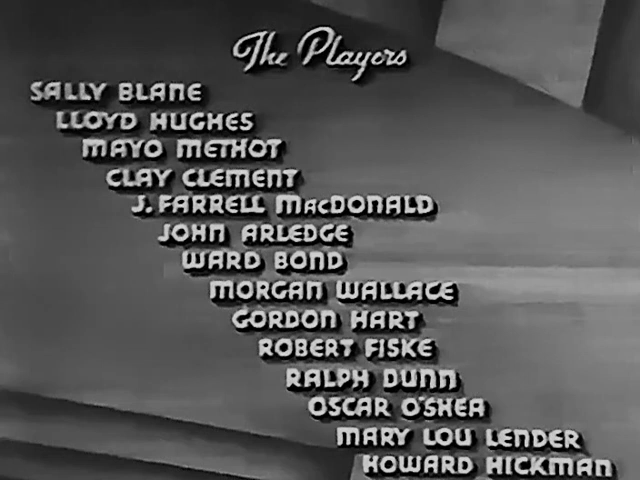 The Players
SALLY BLANE
LLOYD HUGHES
MAYO METHOT
CLAY CLEMENT
J. FARRELL MACDONALD
JOHN ARLEDGE
WARD BOND
MORGAN WALLACE
GORDON HART
ROBERT FISKE
RALPH DUNN
OSCAR O'SHEA
MARY LOU LENDER
HOWARD HICKMAN